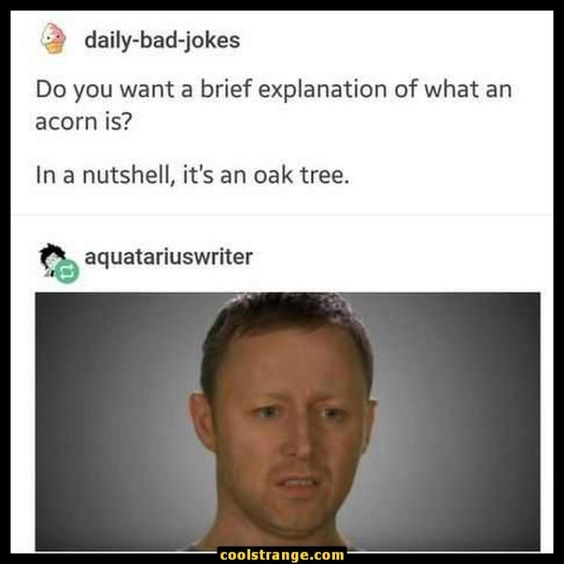 daily-bad-jokes
Do you want a brief explanation of what an
acorn is?
In a nutshell, it's an oak tree.
aquatariuswriter
coolstrange.com